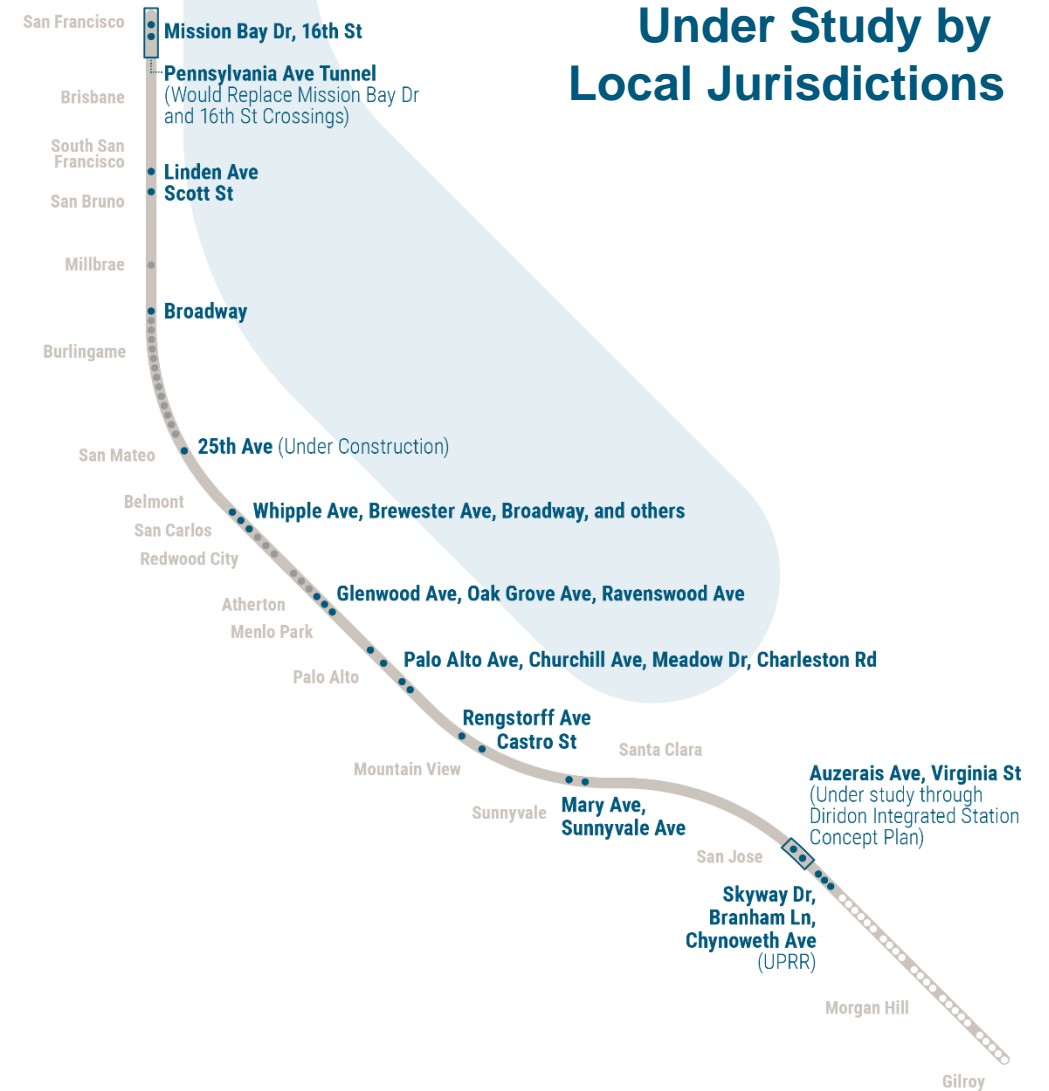 Under Study by
Local Jurisdictions
San Francisco
Mission Bay Dr, 16th St
Pennsylvania Ave Tunnel
(Would Replace Mission Bay Dr
and 16th St Crossings)
Brisbane
South San
Francisco
Linden Ave
Scott St
San Bruno
Millbrae
Broadway
Burlingame
25th Ave (Under Construction)
San Mateo
Belmont
Whipple Ave, Brewester Ave, Broadway, and others
San Carlos
Redwood City
Glenwood Ave, Oak Grove Ave, Ravenswood Ave
Atherton
Menlo Park
Palo Alto Ave, Churchill Ave, Meadow Dr, Charleston Rd
Palo Alto
Rengstorff Ave
Castro St
Santa Clara
Mountain View
Auzerais Ave, Virginia St
(Under study through
Diridon Integrated Station
Concept Plan)
Sunnyvale
Mary Ave,
Sunnyvale Ave
San Jose
Skyway Dr,
Branham Ln,
Chynoweth Ave
(UPRR)
Morgan Hill
Gilroy